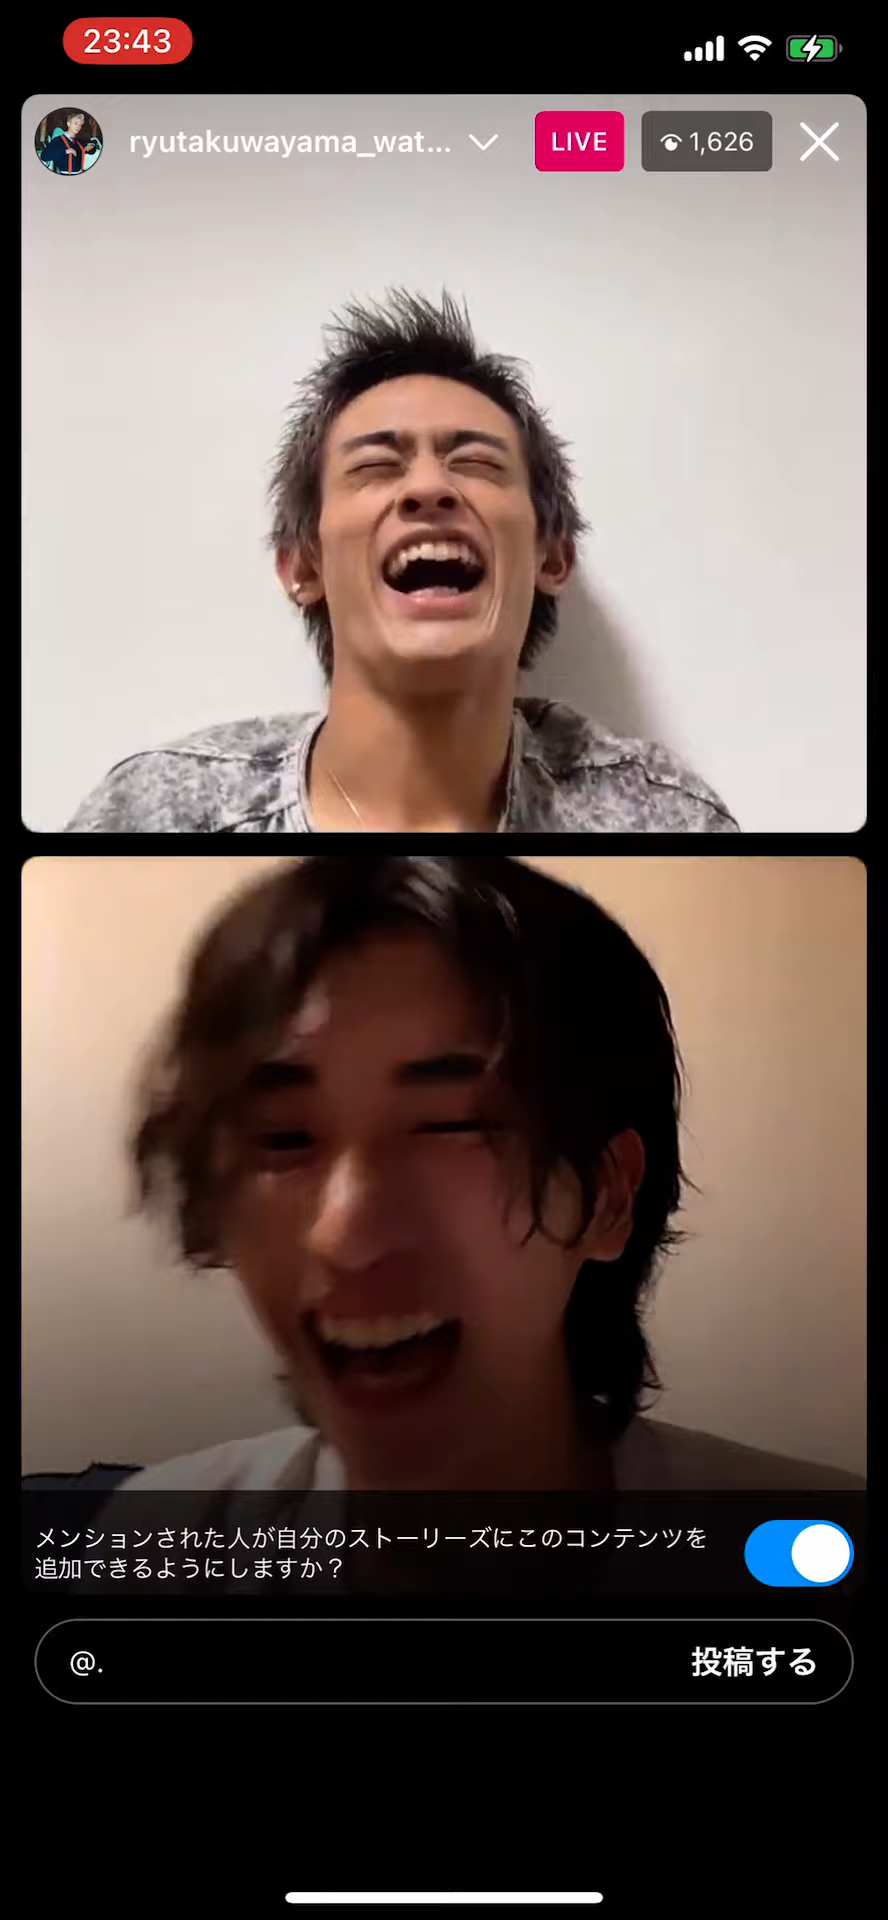 23:43
ryutakuwayama_wat...
LIVE
1,626
メンションされた人が自分のストーリーズにこのコンテンツを
追加できるようにしますか？
@.
投稿する